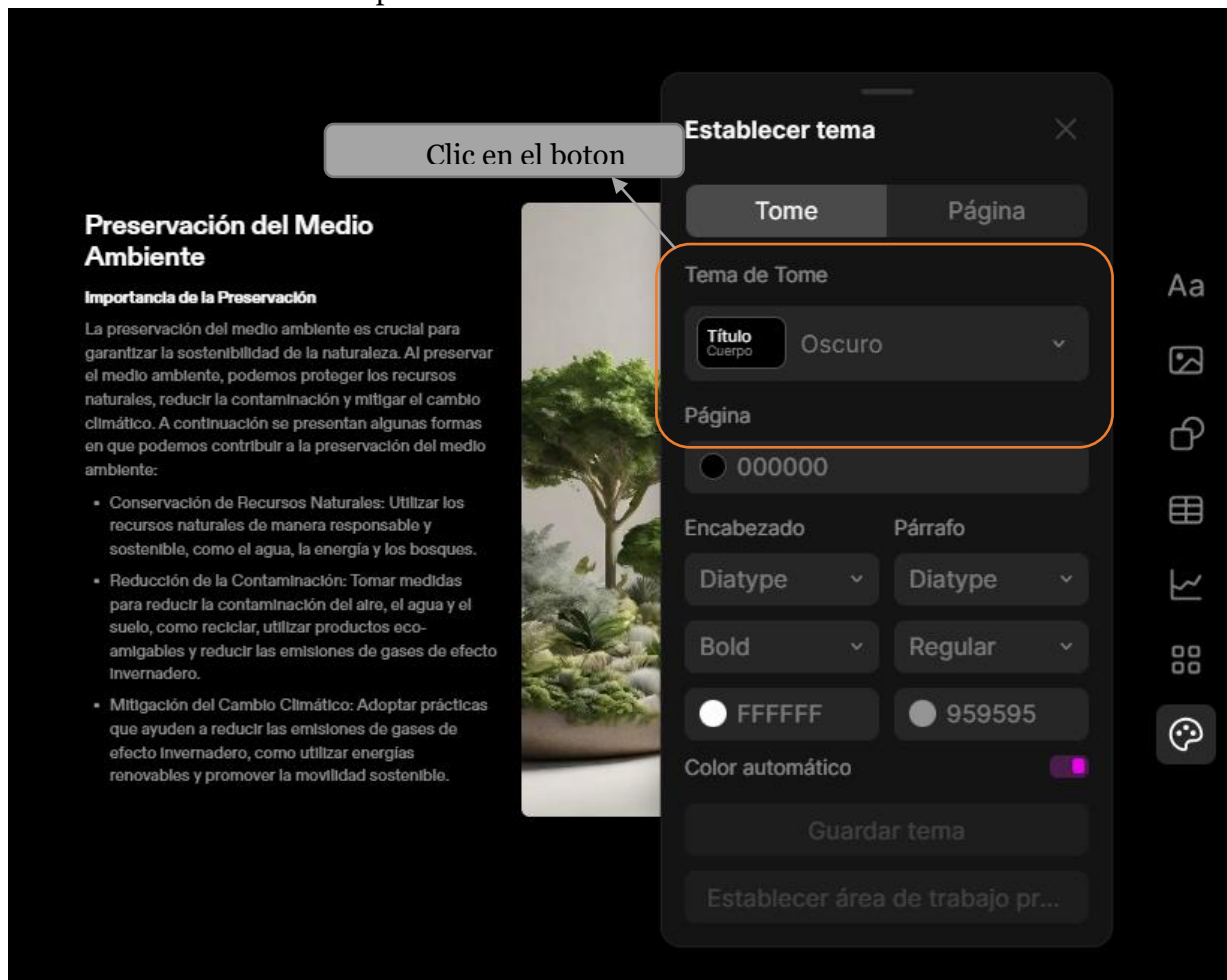 Clic en el boton
Preservación del Medio
Ambiente
Importancia de la Preservación
La preservación del medio ambiente es crucial para
garantizar la sostenibilidad de la naturaleza. Al preservar
el medio ambiente, podemos proteger los recursos
naturales, reducir la contaminación y mitigar el cambio
climático. A continuación se presentan algunas formas
en que podemos contribuir a la preservación del medio
ambiente:
• Conservación de Recursos Naturales: Utilizar los
recursos naturales de manera responsable y
sostenible, como el agua, la energía y los bosques.
• Reducción de la Contaminación: Tomar medidas
para reducir la contaminación del aire, el agua y el
suelo, como reciclar, utilizar productos eco-
amigables y reducir las emisiones de gases de efecto
invernadero.
• Mitigación del Cambio Climático: Adoptar prácticas
que ayuden a reducir las emisiones de gases de
efecto invernadero, como utilizar energías
renovables y promover la movilidad sostenible.
Establecer tema
Tome Página
Tema de Tome
Título
Cuerpo
Oscuro
Página
000000
Encabezado Párrafo
Diatype Diatype
Bold Regular
FFFFFF 959595
Color automático
Guardar tema
Establecer área de trabajo pr...
Aa